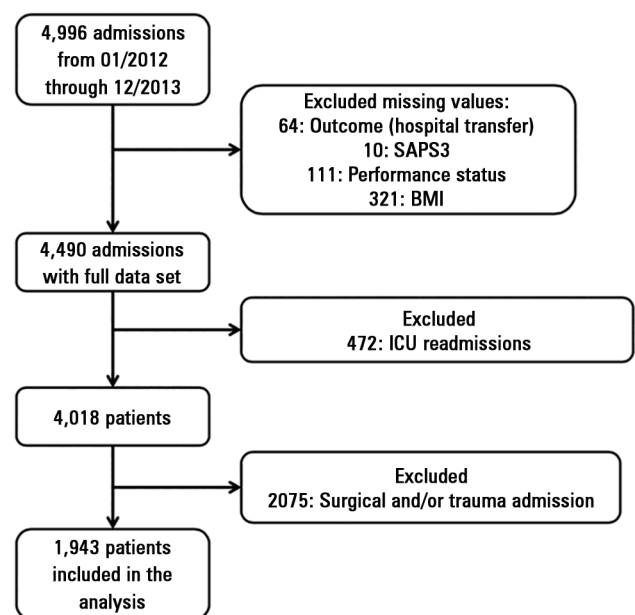 4,996 admissions
from 01/2012
through 12/2013
Excluded missing values:
64: Outcome (hospital transfer)
10: SAPS3
111: Performance status
321: BMI
4,490 admissions
with full data set
Excluded
472: ICU readmissions
4,018 patients
Excluded
2075: Surgical and/or trauma admission
1,943 patients
included in the
analysis